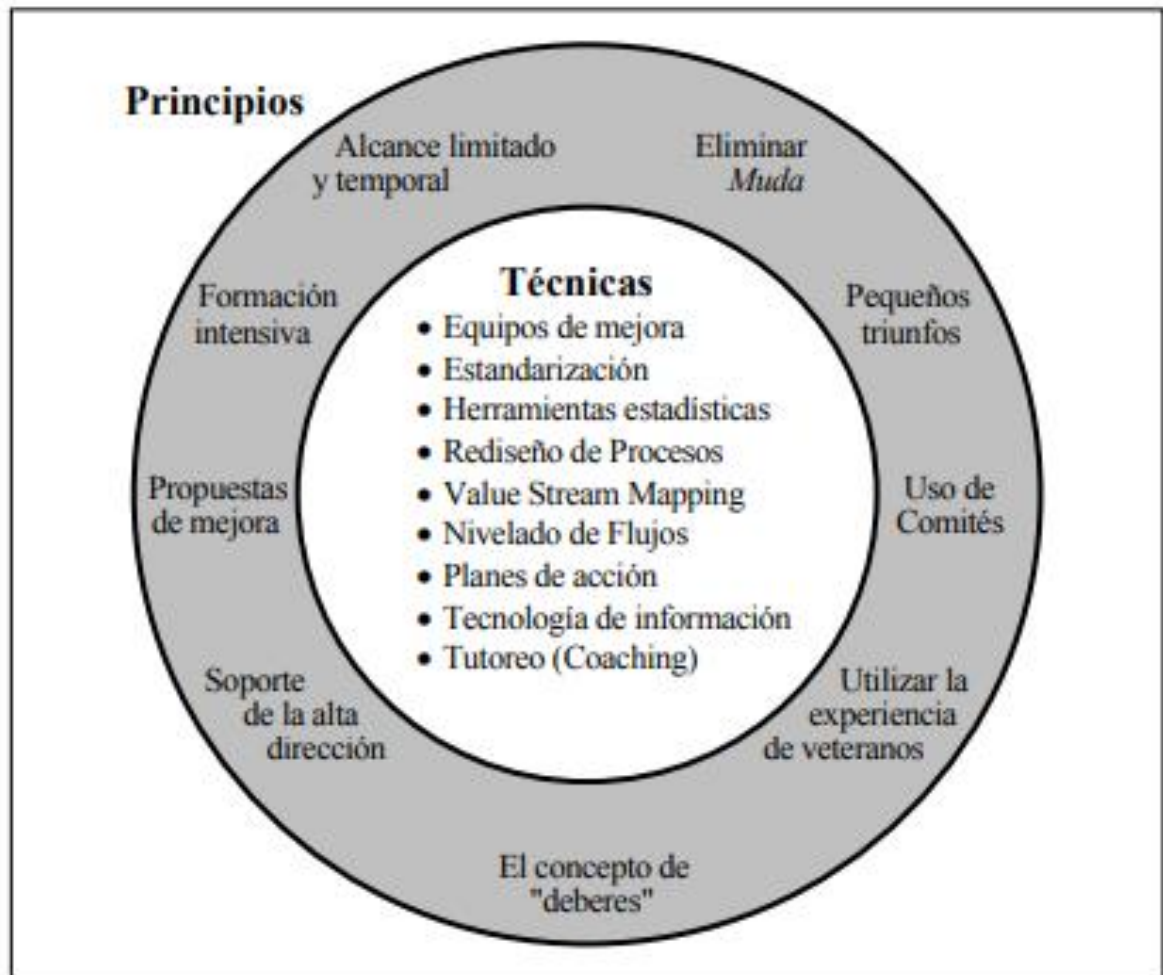 Principios
Alcance limitado
y temporal
Eliminar
Muda
Formación
intensiva
Pequeños
triunfos
Técnicas
• Equipos de mejora
• Estandarización
• Herramientas estadísticas
• Rediseño de Procesos
• Value Stream Mapping
• Nivelado de Flujos
• Planes de acción
• Tecnología de información
• Tutoreo (Coaching)
Propuestas
de mejora
Uso de
Comités
Soporte
de la alta
dirección
Utilizar la
experiencia
de veteranos
El concepto de
"deberes"